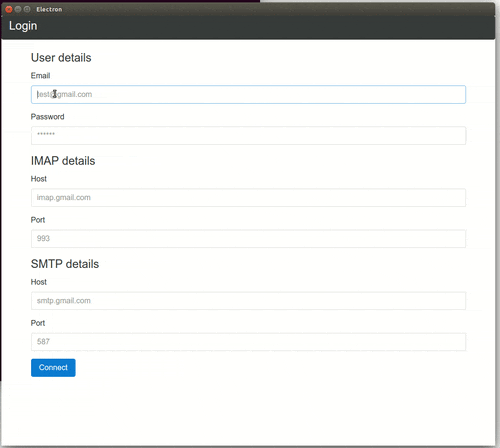 Electron
Login
User details
Email
test@gmail.com
Password
******
IMAP details
Host
imap.gmail.com
Port
993
SMTP details
Host
smtp.gmail.com
Port
587
Connect